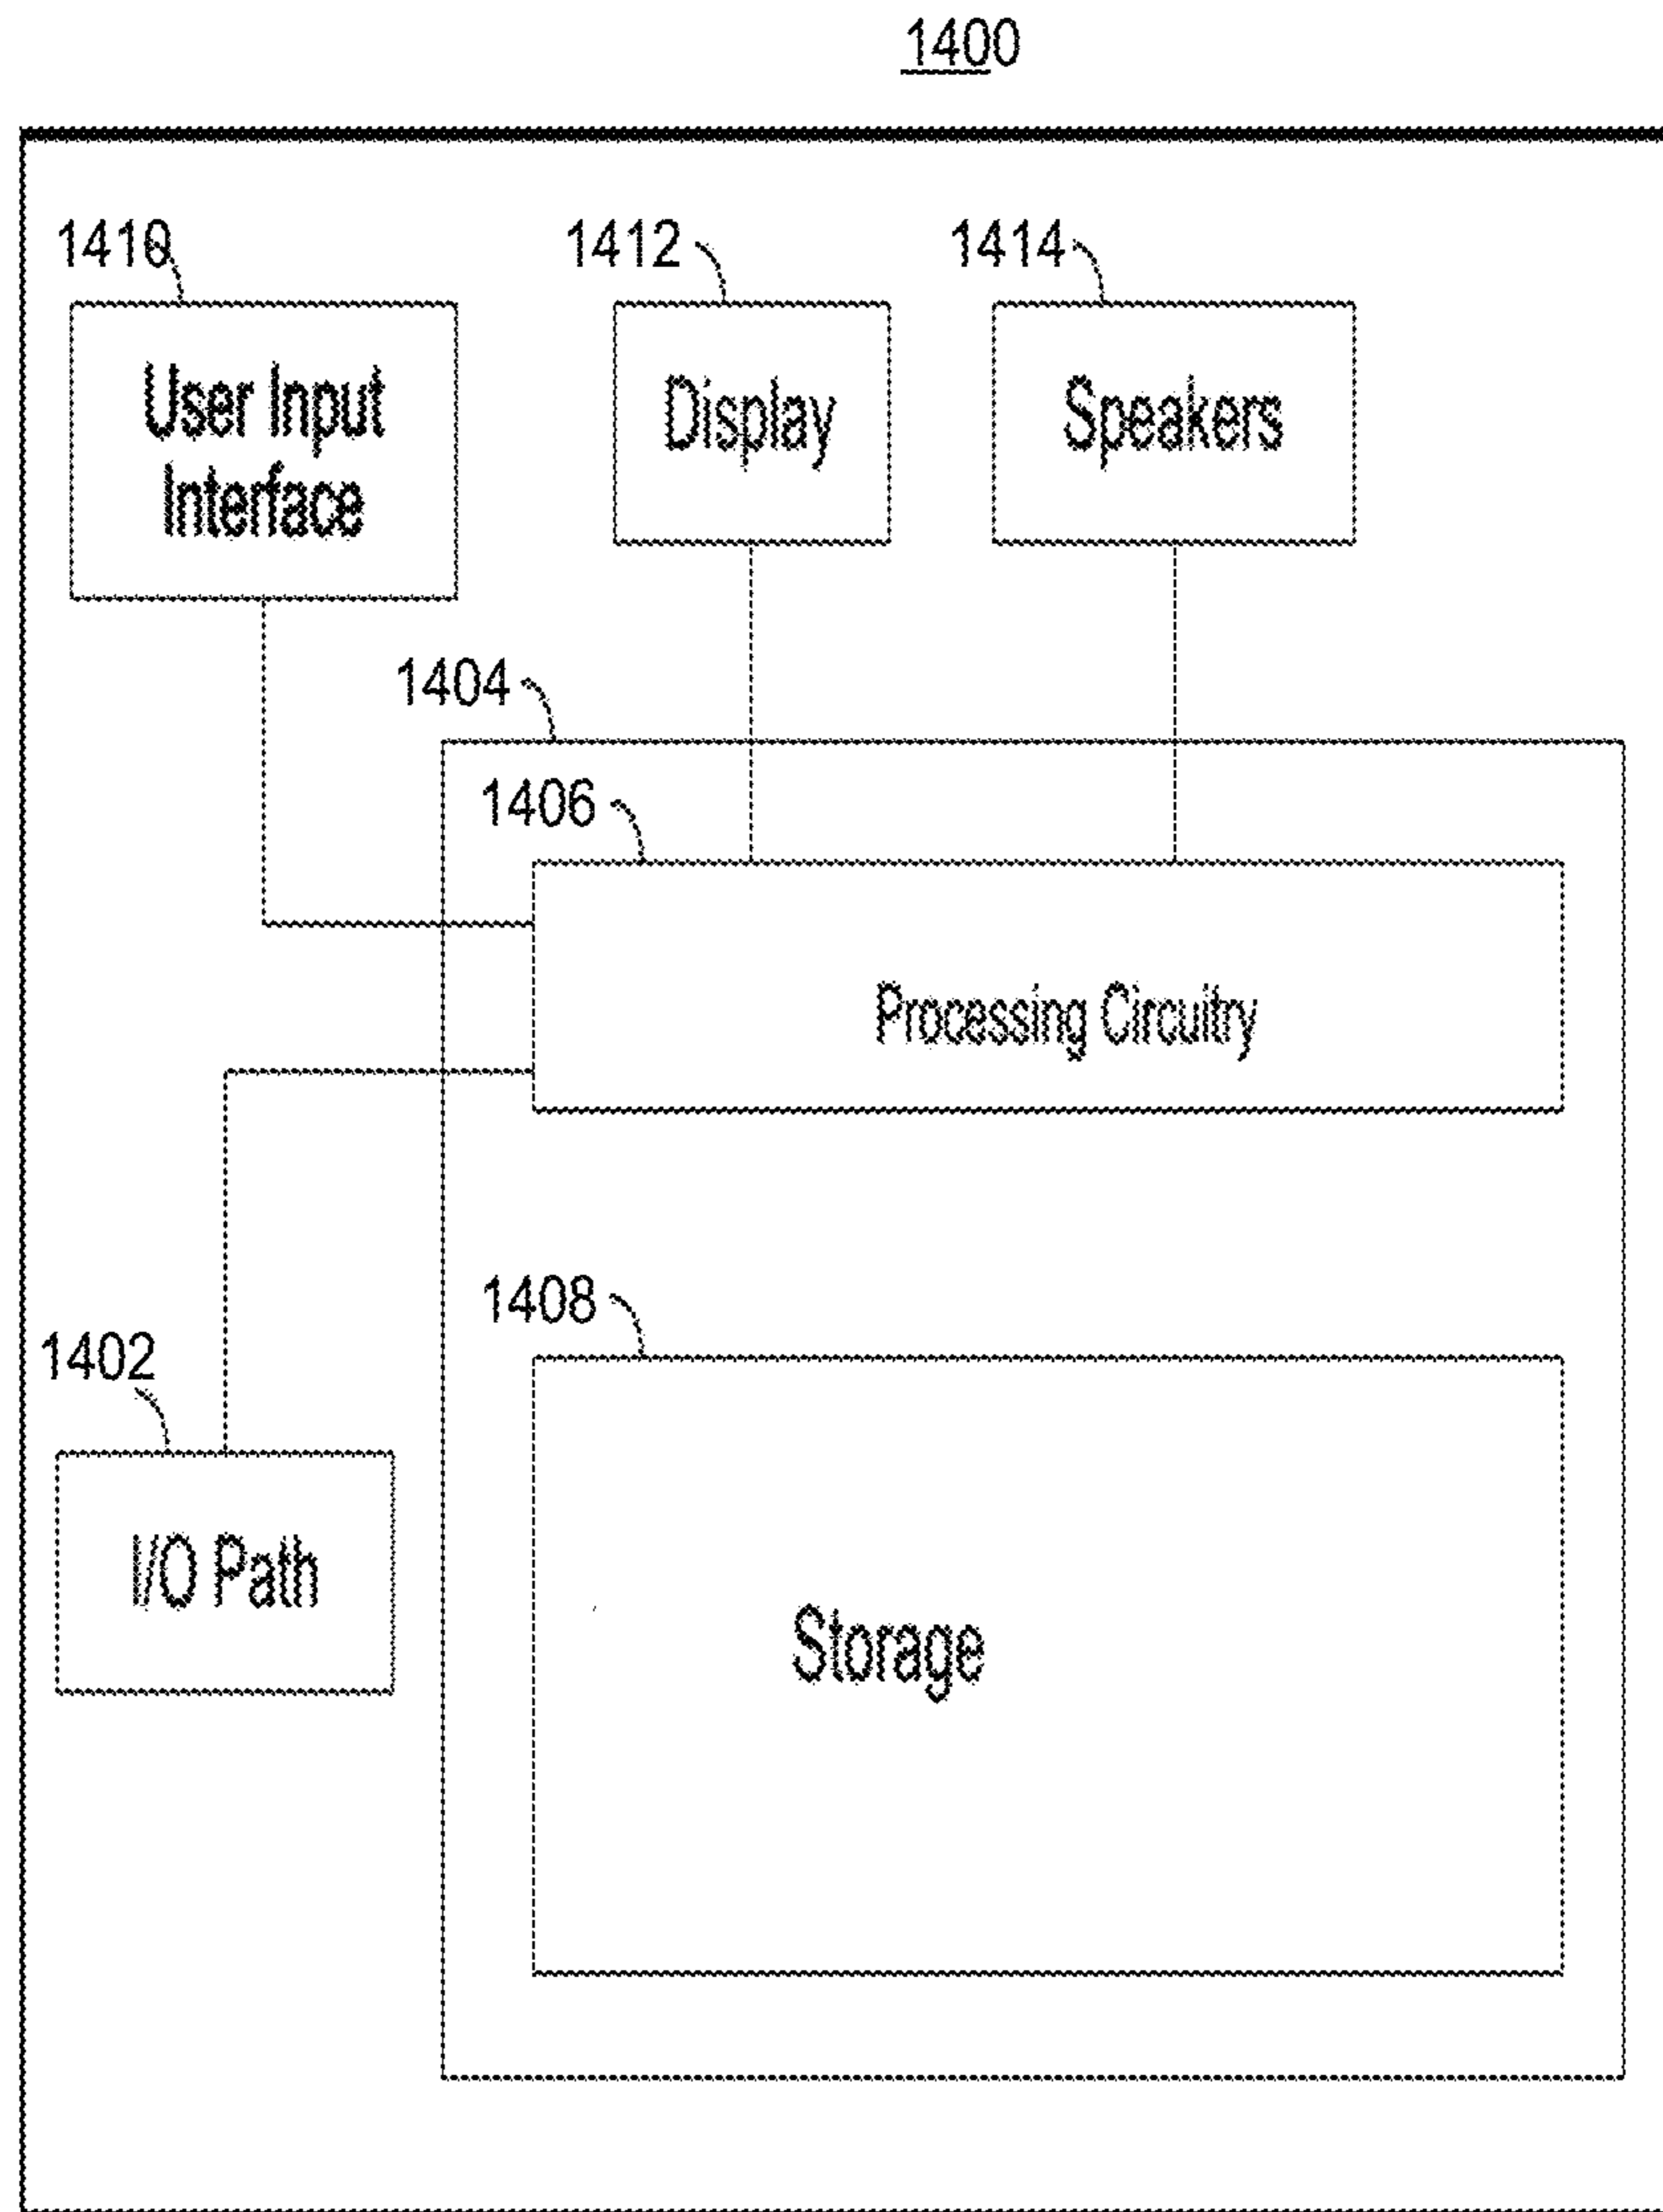 1400
1410
1412
1414
User Input
Interface
Display
Speakers
1404
1406
Processing Circuitry
1408
1402
I/O Path
Storage